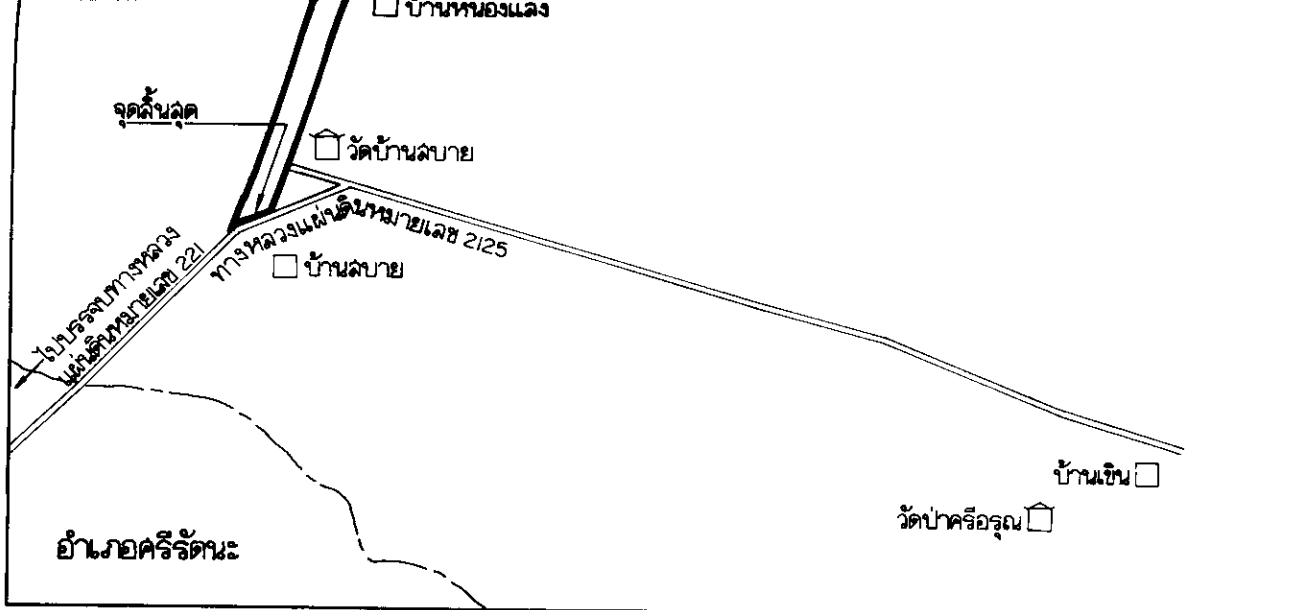 บ้านหนองแลง
จุดสิ้นสุด
วัดบ้านสบาย
ทางหลวงแผ่นดินหมายเลข 2125
ไปบรรจบทางหลวง
แผ่นดินหมายเลข 221
บ้านสบาย
บ้านเขิน
วัดป่าศรีอรุณ
อำเภอศรีรัตนะ